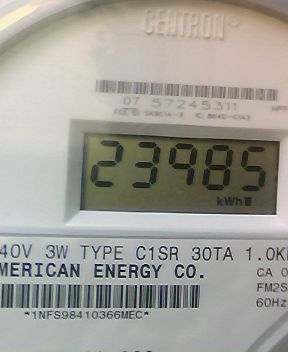 CENTRON
07 57245311
23985
kWh
40V 3W TYPE C1SR 30TA 1.0K
MERICAN ENERGY CO.
CA 0
FM2S
*1NFS98410366MEC*
60Hz